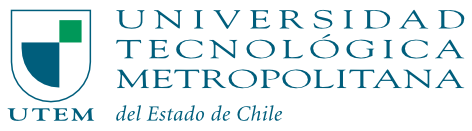 UNIVERSIDAD
TECNOLÓGICA
METROPOLITANA
UTEM
del Estado de Chile